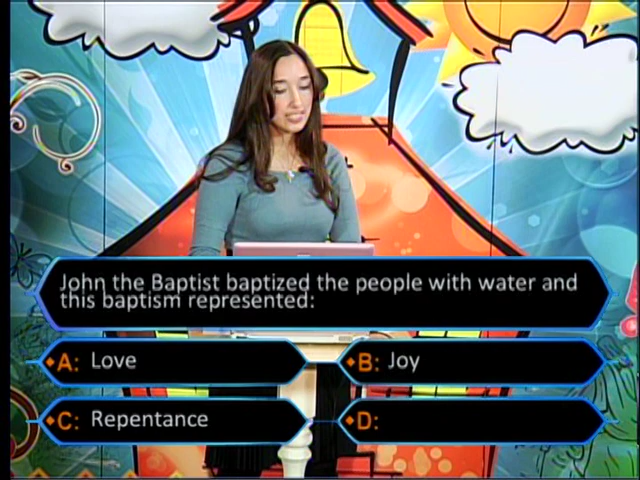 John the Baptist baptized the people with water and
this baptism represented:
A: Love
B: Joy
C: Repentance
D: